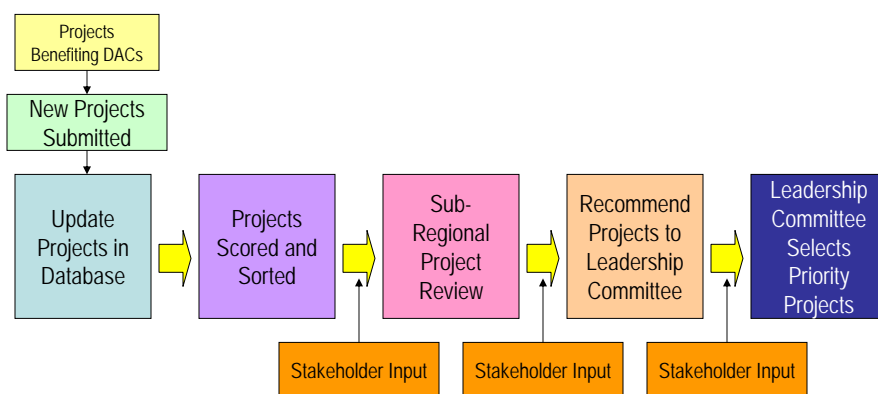 Projects
Benefiting DACs
New Projects
Submitted
Update
Projects in
Database
Projects
Scored and
Sorted
Sub-
Regional
Project
Review
Recommend
Projects to
Leadership
Committee
Leadership
Committee
Selects
Priority
Projects
Stakeholder Input
Stakeholder Input
Stakeholder Input